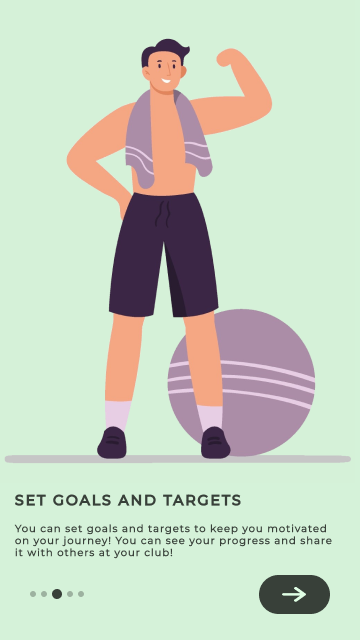 SET GOALS AND TARGETS
You can set goals and targets to keep you motivated
on your journey! You can see your progress and share
it with others at your club!